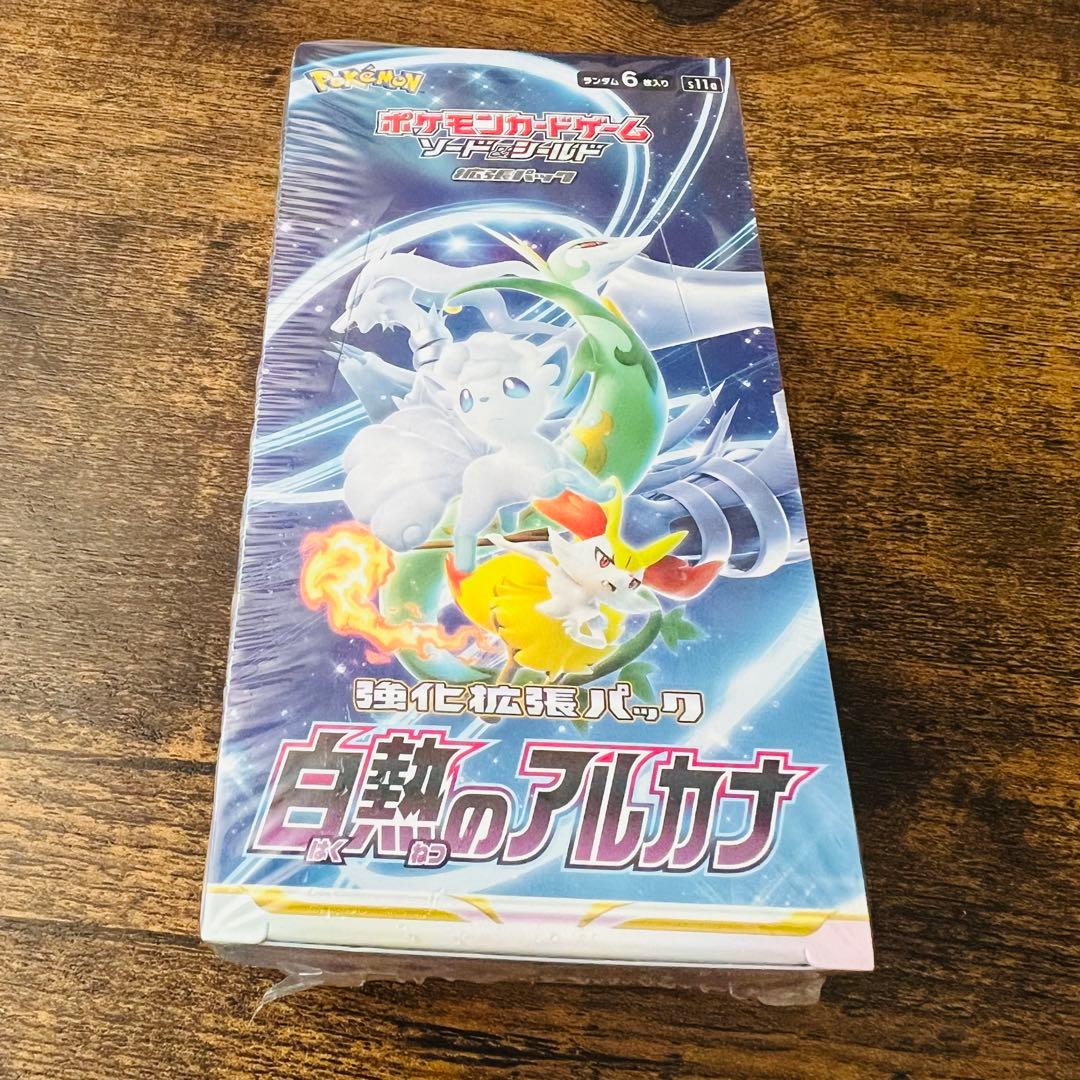 Pokémon
ランダム6枚入り s11a
ポケモンカードゲーム
ソード&シールド
拡張パック
強化拡張パック
白熱のアルカナ
はく ねつ